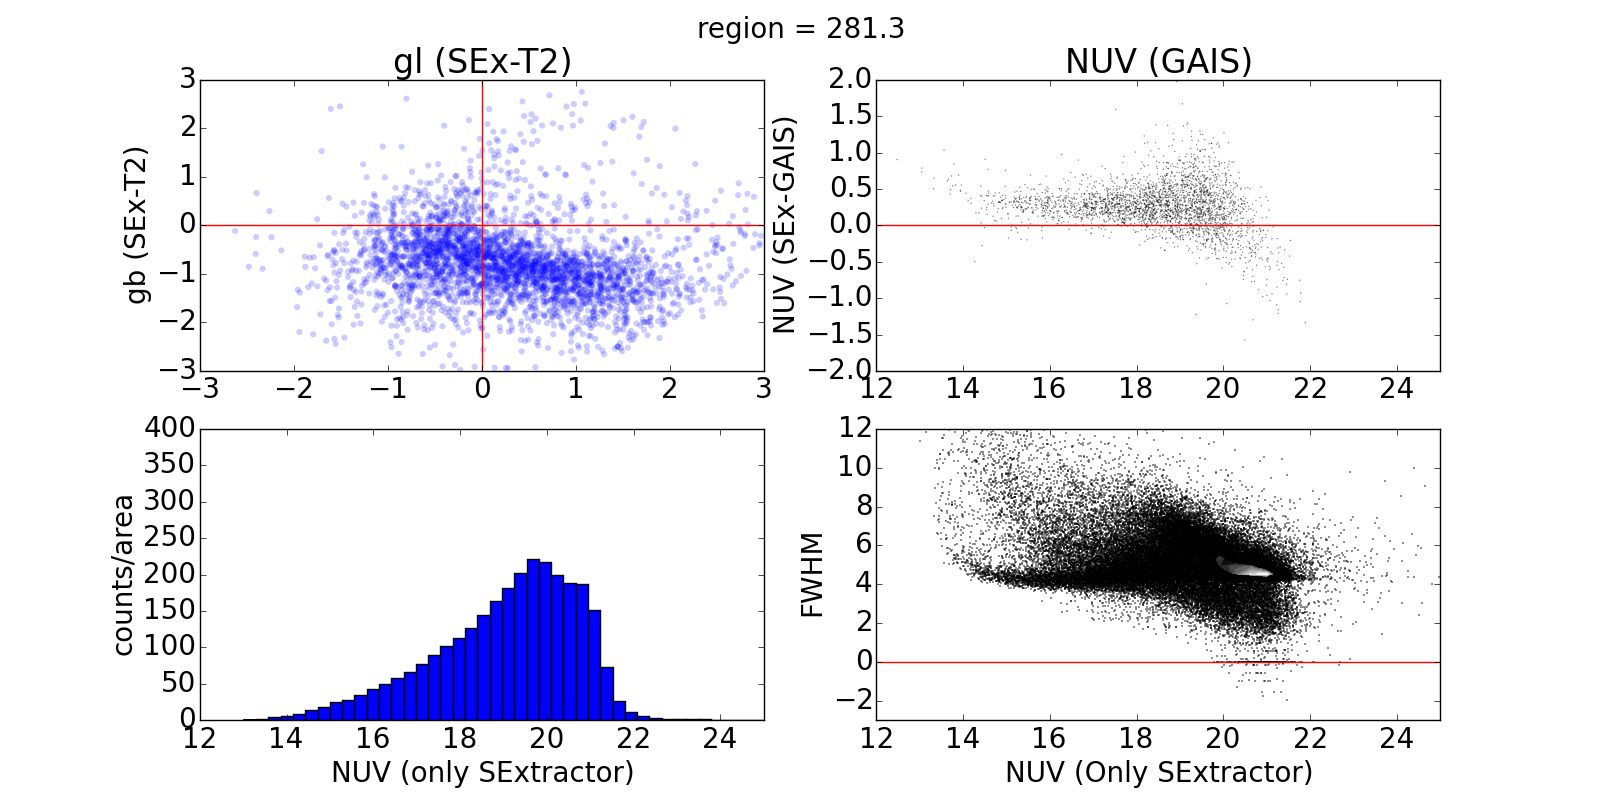 region = 281.3
gl (SEx-T2)
NUV (GAIS)
3
2
1
0
−1
−2
−3
gb (SEx-T2)
−3 −2 −1 0 1 2 3
2.0
1.5
1.0
0.5
0.0
−0.5
−1.0
−1.5
−2.0
NUV (SEx-GAIS)
12 14 16 18 20 22 24
400
350
300
250
200
150
100
50
0
counts/area
12 14 16 18 20 22 24
NUV (only SExtractor)
12
10
8
6
4
2
0
−2
FWHM
12 14 16 18 20 22 24
NUV (Only SExtractor)